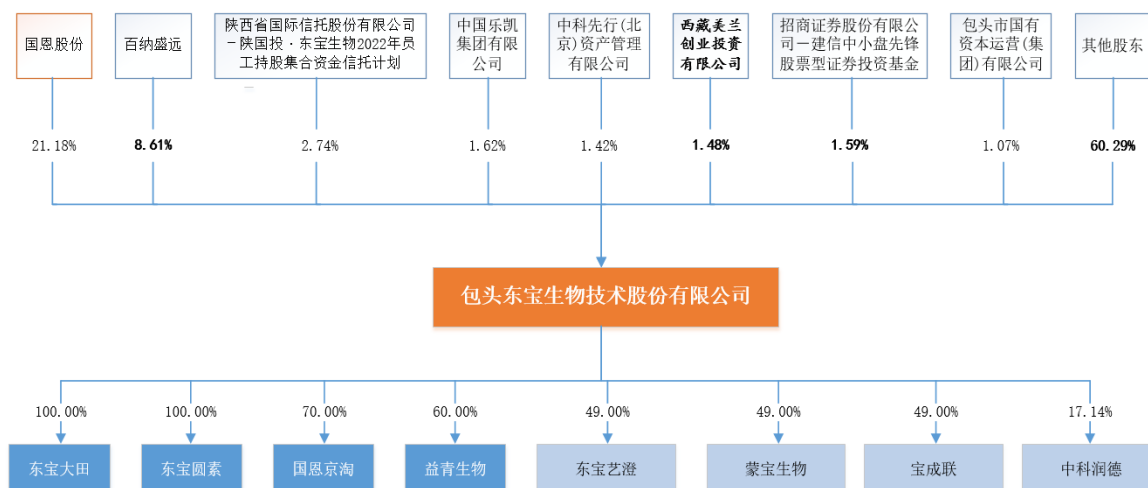 国恩股份
百纳盛远
陕西省国际信托股份有限公司
－陕国投·东宝生物2022年员
工持股集合资金信托计划
中国乐凯
集团有限
公司
中科先行(北
京)资产管理
有限公司
西藏美兰
创业投资
有限公司
招商证券股份有限公
司－建信中小盘先锋
股票型证券投资基金
包头市国有
资本运营(集
团)有限公司
其他股东
21.18%
8.61%
2.74%
1.62%
1.42%
1.48%
1.59%
1.07%
60.29%
包头东宝生物技术股份有限公司
100.00%
100.00%
70.00%
60.00%
49.00%
49.00%
49.00%
17.14%
东宝大田
东宝圆素
国恩京淘
益青生物
东宝艺澄
蒙宝生物
宝成联
中科润德